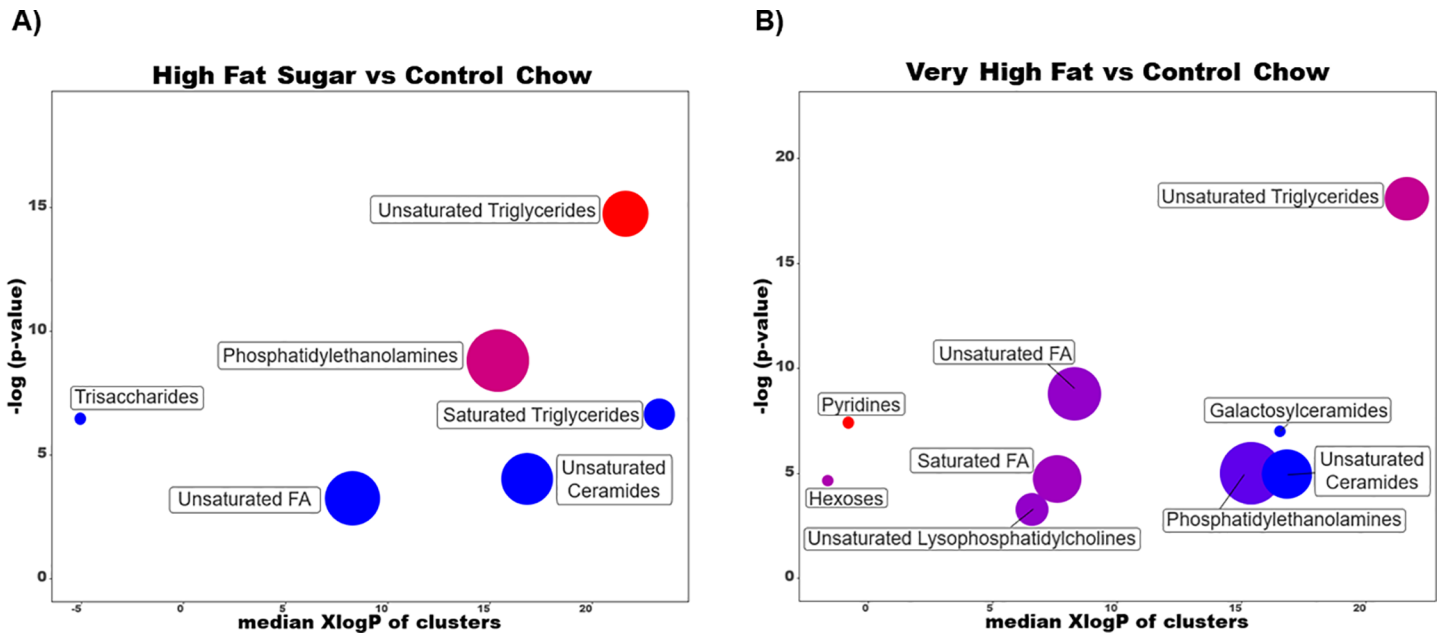 A)
High Fat Sugar vs Control Chow
-log (p-value)
15
10
5
0
Unsaturated Triglycerides
Phosphatidylethanolamines
Trisaccharides
Saturated Triglycerides
Unsaturated FA
Unsaturated
Ceramides
-5
0
5
10
15
20
median XlogP of clusters
B)
Very High Fat vs Control Chow
-log (p-value)
20
15
10
5
0
Unsaturated Triglycerides
Unsaturated FA
Pyridines
Galactosylceramides
Saturated FA
Unsaturated
Ceramides
Hexoses
Phosphatidylethanolamines
Unsaturated Lysophosphatidylcholines
0
5
10
15
20
median XlogP of clusters